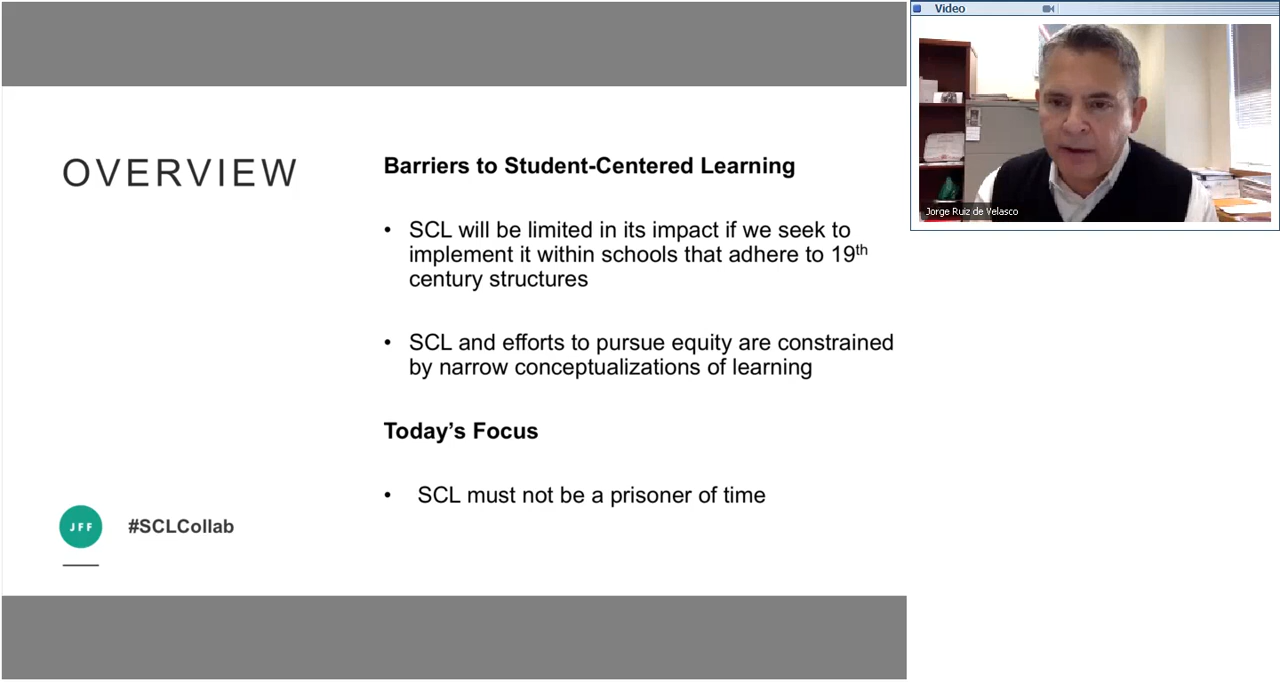 OVERVIEW
Barriers to Student-Centered Learning
• SCL will be limited in its impact if we seek to
implement it within schools that adhere to 19th
century structures
• SCL and efforts to pursue equity are constrained
by narrow conceptualizations of learning
Today’s Focus
• SCL must not be a prisoner of time
JFF
#SCLCollab
Video
Jorge Ruiz de Velasco